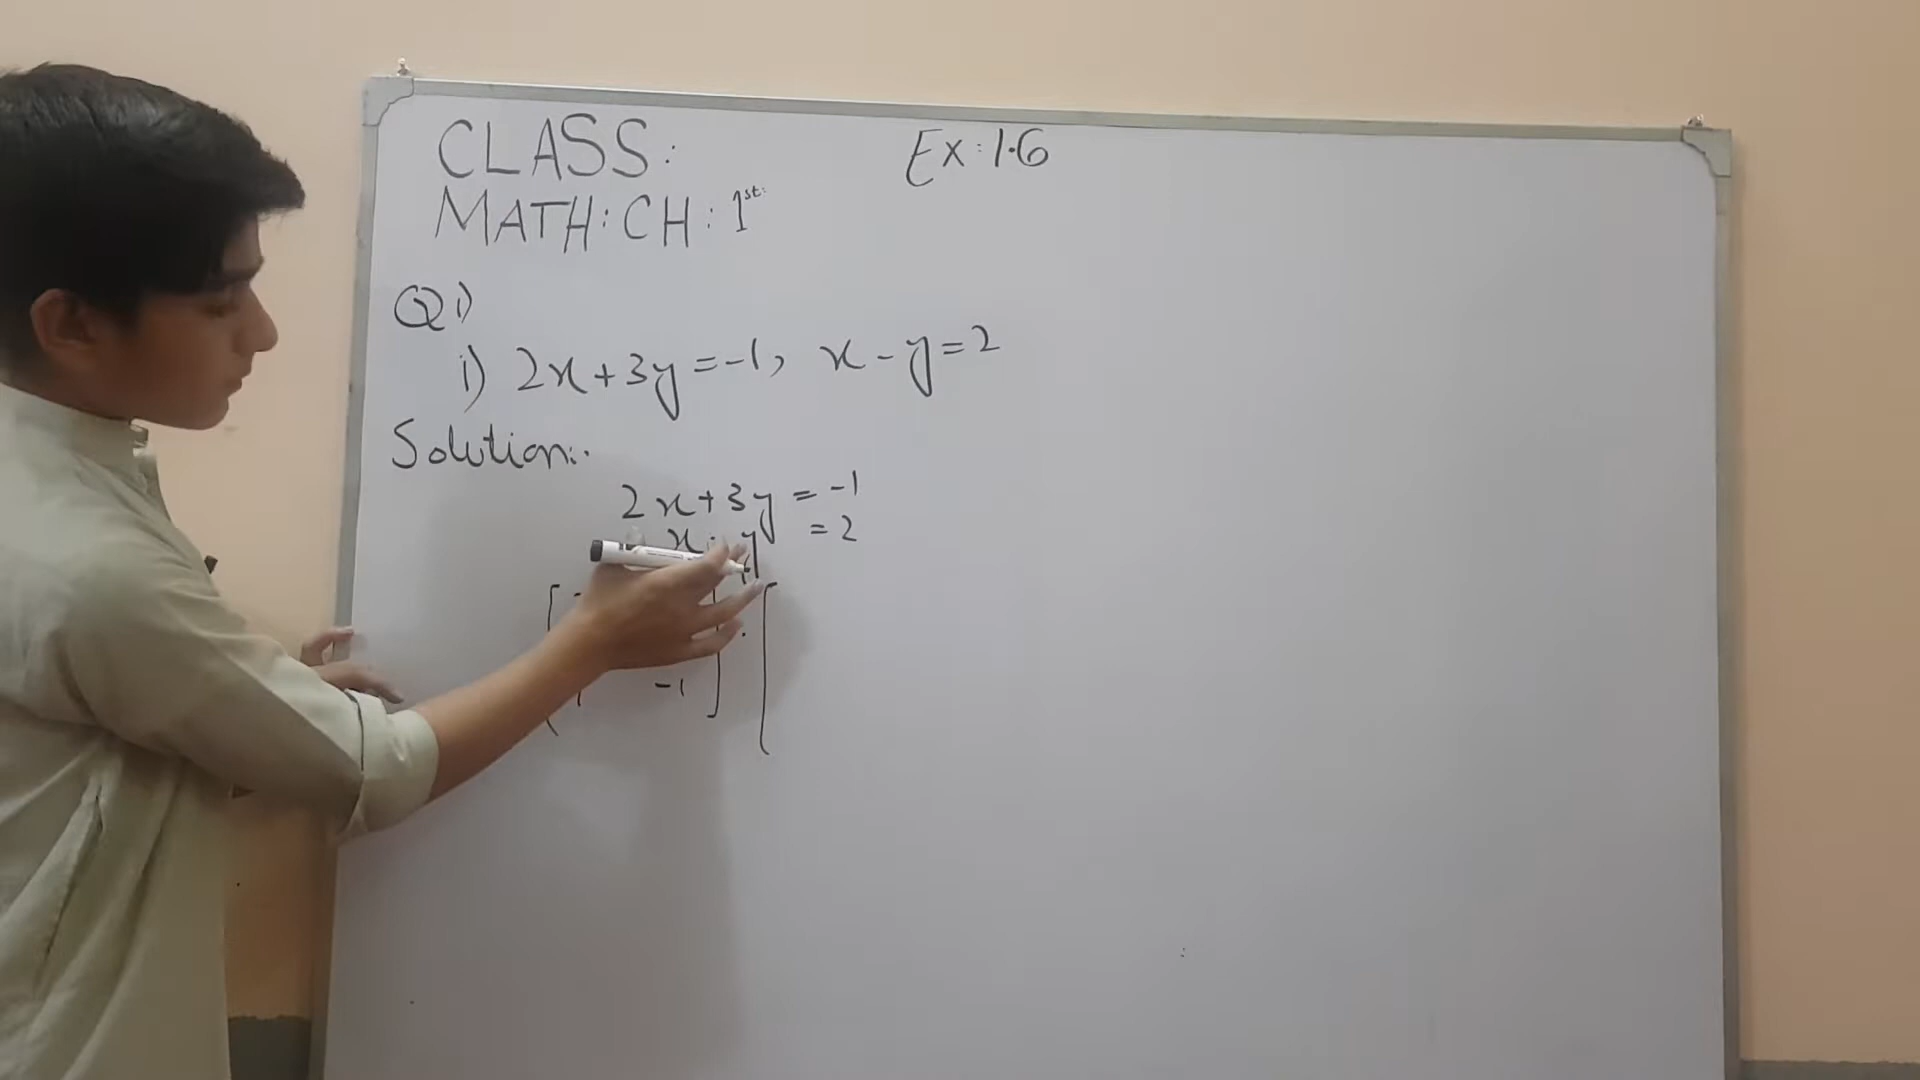 CLASS:
Ex:1.6
MATH:CH:1st:
Q1)
i) 2x+3y=-1, x-y=2
Solution:.
2x+3y=-1
x-y=2
-1